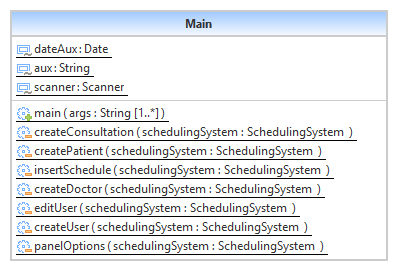 Main
dateAux : Date
aux : String
scanner : Scanner
main ( args : String [1..*] )
createConsultation ( schedulingSystem : SchedulingSystem )
createPatient ( schedulingSystem : SchedulingSystem )
insertSchedule ( schedulingSystem : SchedulingSystem )
createDoctor ( schedulingSystem : SchedulingSystem )
editUser ( schedulingSystem : SchedulingSystem )
createUser ( schedulingSystem : SchedulingSystem )
panelOptions ( schedulingSystem : SchedulingSystem )